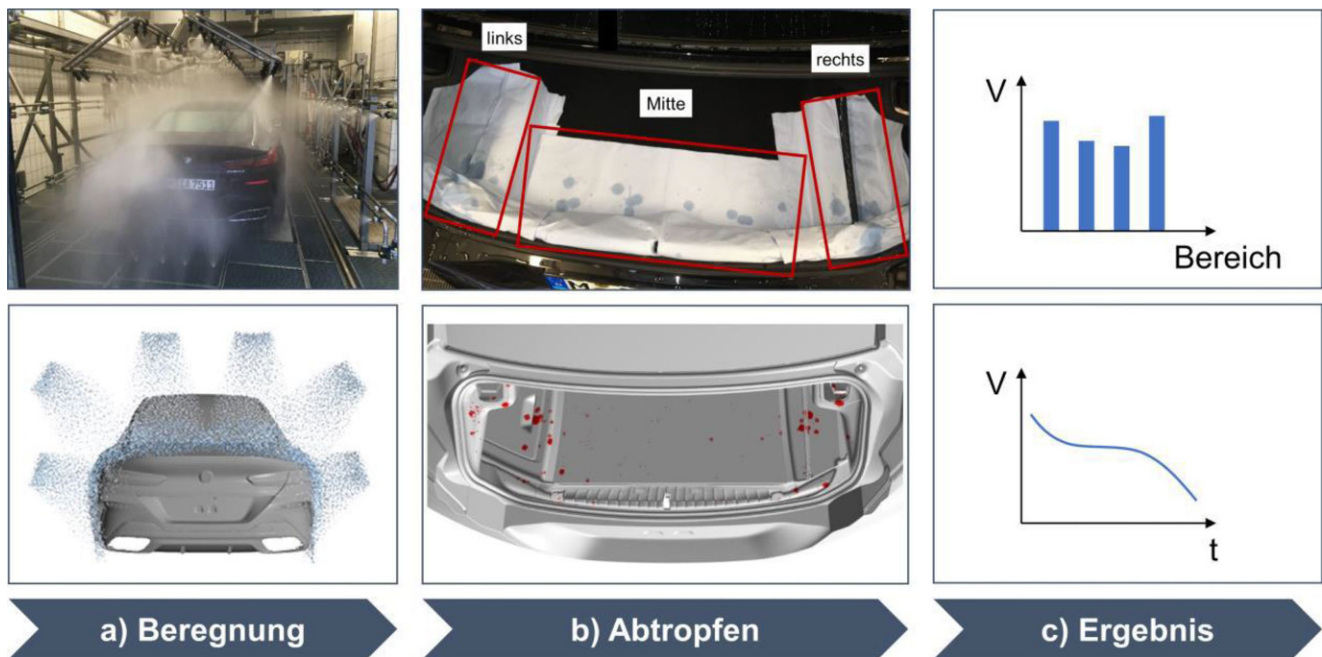 links
rechts
Mitte
V
Bereich
V
t
a) Beregnung
b) Abtropfen
c) Ergebnis